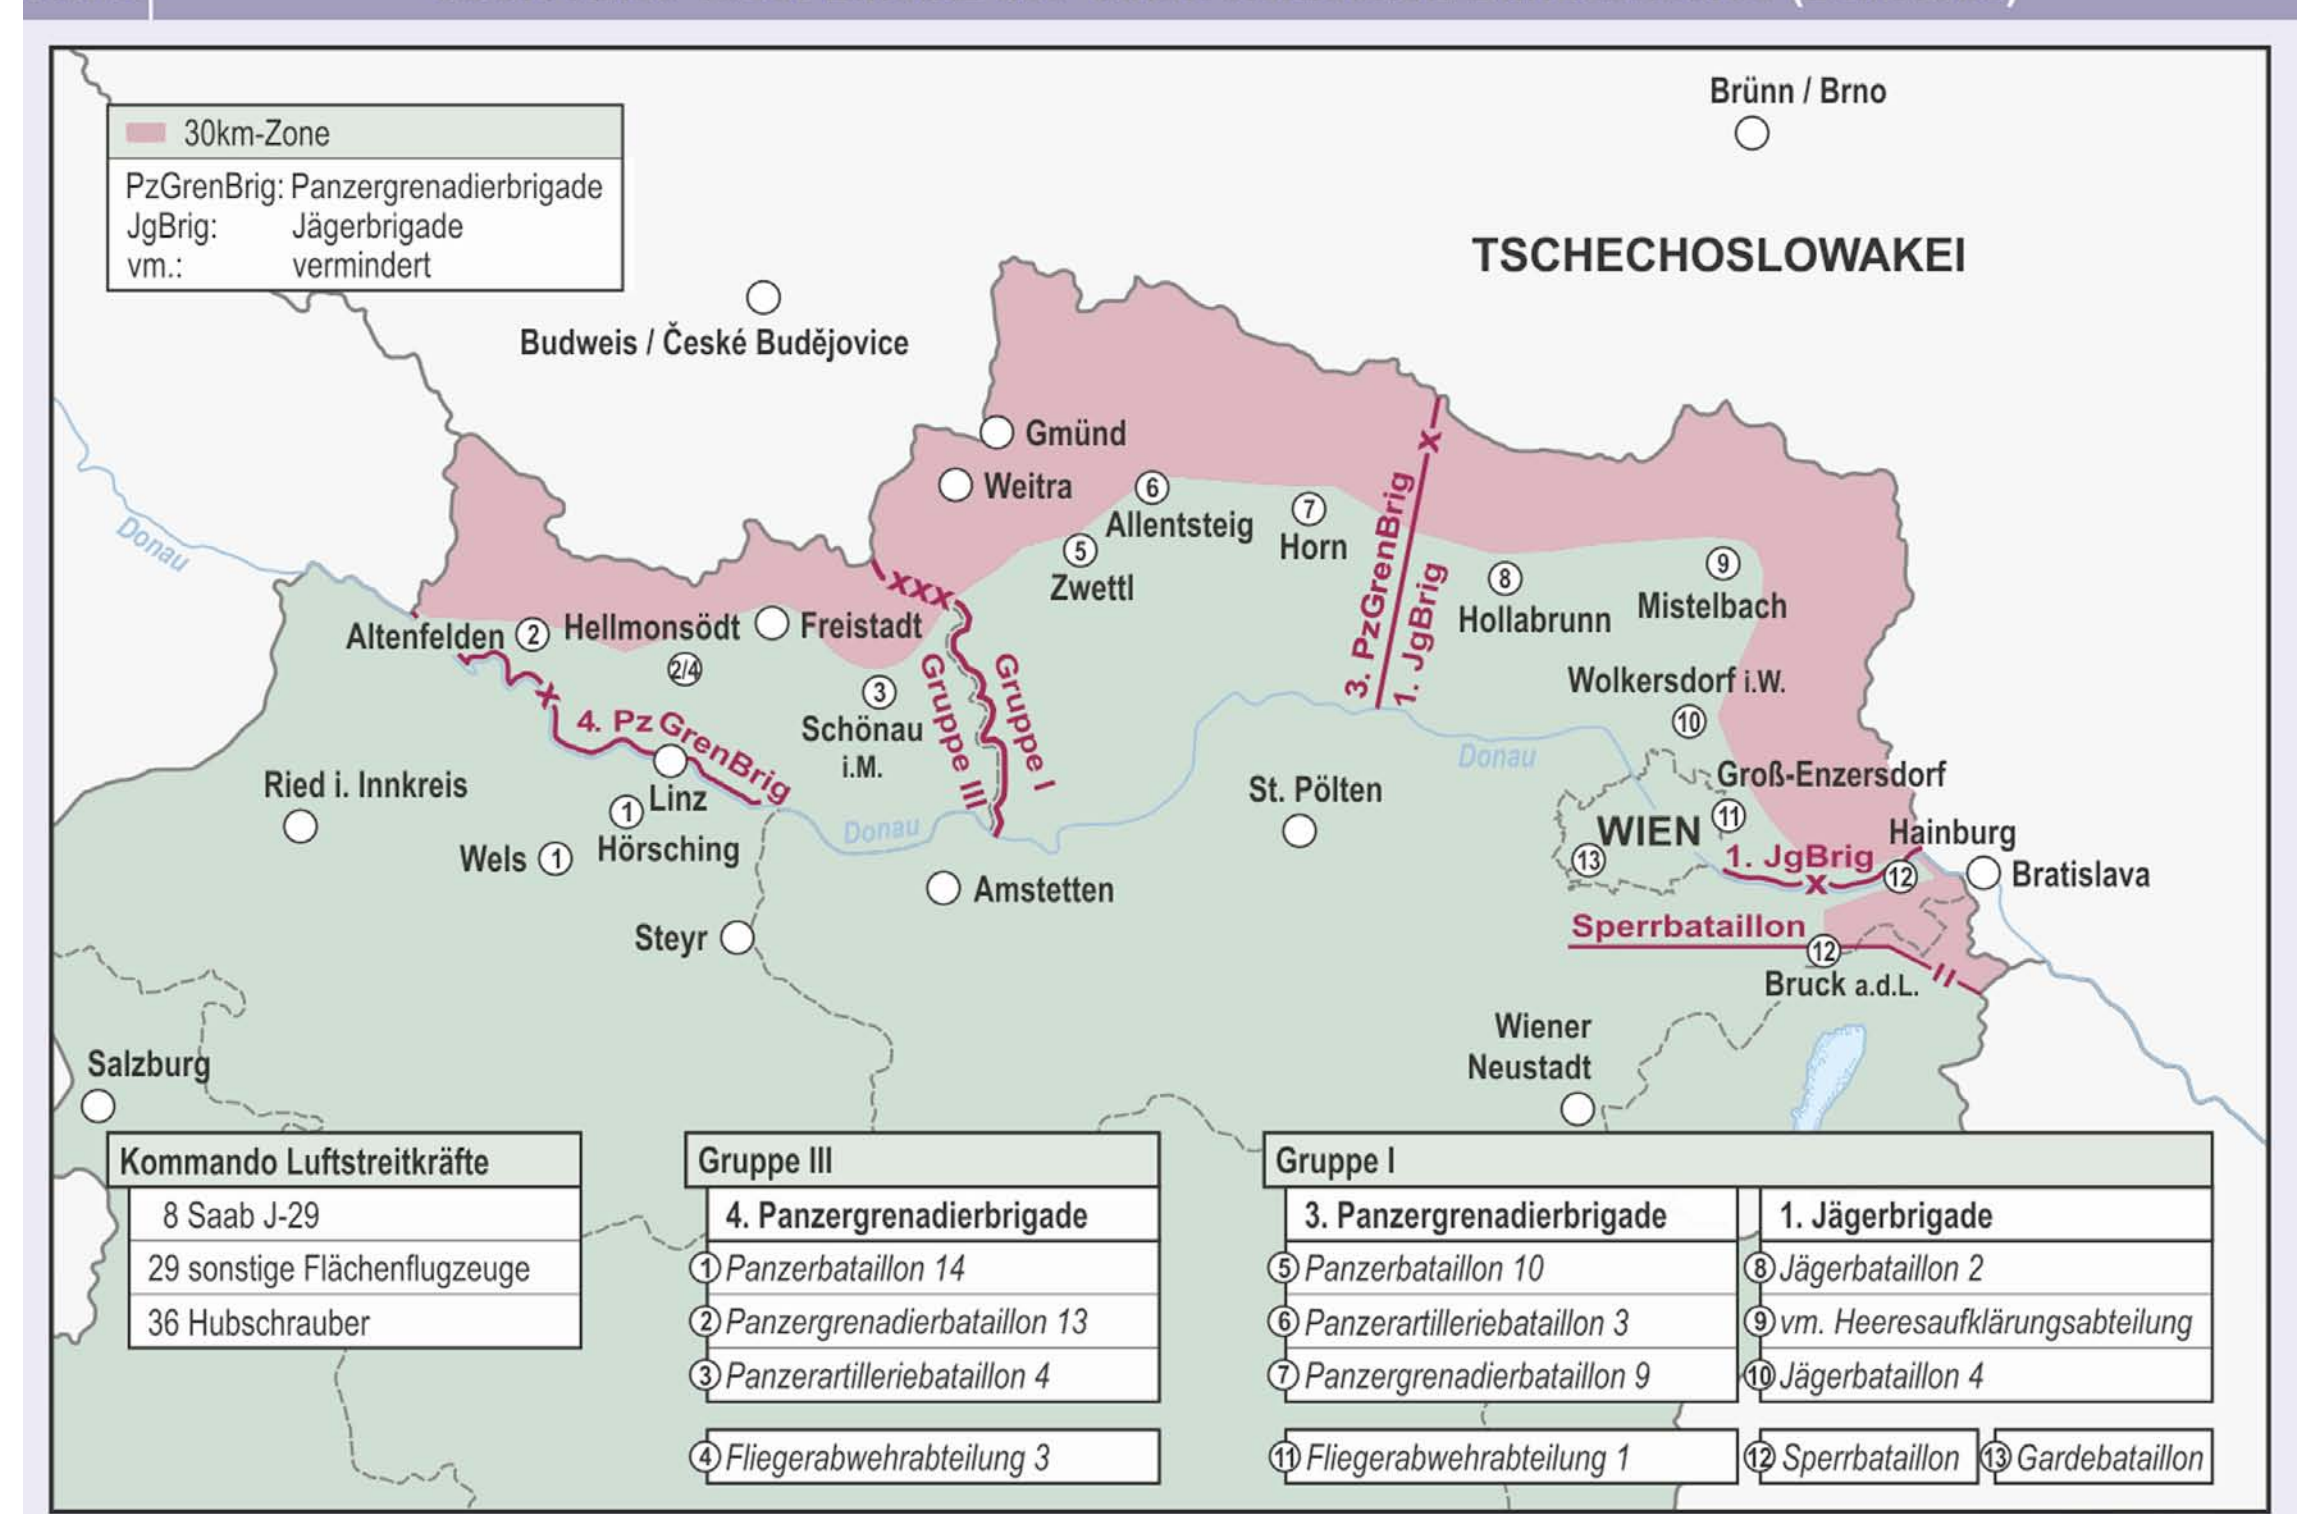 30km-Zone
PzGrenBrig: Panzergrenadierbrigade
JgBrig: Jägerbrigade
vm.: vermindert
Brünn / Brno
TSCHECHOSLOWAKEI
Budweis / České Budějovice
Gmünd
Weitra
6
Allentsteig
7
Horn
5
Zwettl
8
Hollabrunn
9
Mistelbach
3. PzGrenBrig
x
1. JgBrig
Donau
xxx
Altenfelden 2
Hellmonsödt
2/4
Freistadt
3
Schönau
i.M.
Gruppe III
Gruppe I
x
4. PzGrenBrig
Linz
1
Hörsching
Wels 1
Ried i. Innkreis
Donau
Amstetten
Steyr
St. Pölten
Donau
Wolkersdorf i.W.
10
Groß-Enzersdorf
11
WIEN
13
Hainburg
1. JgBrig
x
12
Bratislava
Sperrbataillon
12
Bruck a.d.L.
Wiener
Neustadt
Salzburg
Kommando Luftstreitkräfte
8 Saab J-29
29 sonstige Flächenflugzeuge
36 Hubschrauber
Gruppe III
4. Panzergrenadierbrigade
1 Panzerbataillon 14
2 Panzergrenadierbataillon 13
3 Panzerartilleriebataillon 4
4 Fliegerabwehrabteilung 3
Gruppe I
3. Panzergrenadierbrigade
5 Panzerbataillon 10
6 Panzerartilleriebataillon 3
7 Panzergrenadierbataillon 9
11 Fliegerabwehrabteilung 1
1. Jägerbrigade
8 Jägerbataillon 2
9 vm. Heeresaufklärungsabteilung
10 Jägerbataillon 4
12 Sperrbataillon
13 Gardebataillon